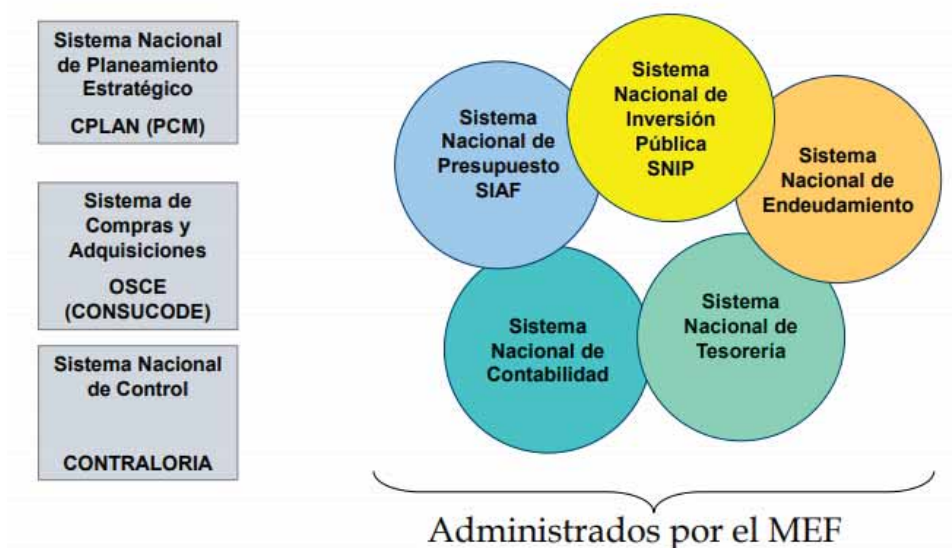 Sistema Nacional
de Planeamiento
Estratégico
CPLAN (PCM)
Sistema de
Compras y
Adquisiciones
OSCE
(CONSUCODE)
Sistema Nacional
de Control
CONTRALORIA
Sistema
Nacional de
Presupuesto
SIAF
Sistema
Nacional de
Inversión
Pública
SNIP
Sistema
Nacional de
Endeudamiento
Sistema
Nacional de
Contabilidad
Sistema
Nacional de
Tesorería
Administrados por el MEF